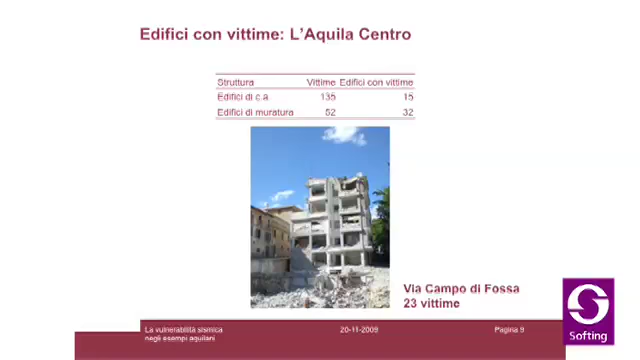 Edifici con vittime: L'Aquila Centro
Struttura Vittime Edifici con vittime
Edifici di c.a 135 15
Edifici di muratura 52 32
Via Campo di Fossa
23 vittime
La vulnerabilità sismica
negli esempi aquilani
20-11-2009
Pagina 9
Softing